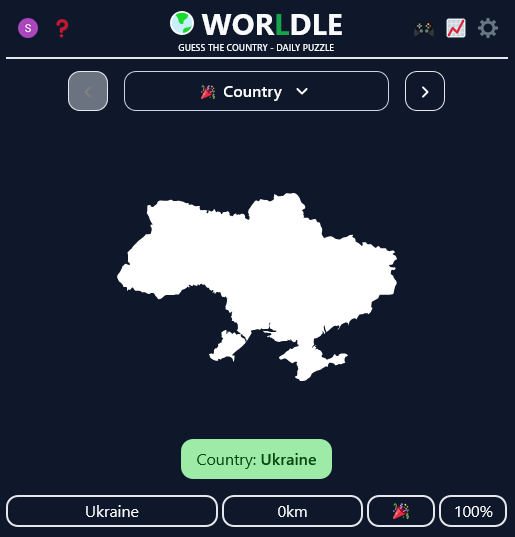 S ❓ WORLDLE
GUESS THE COUNTRY - DAILY PUZZLE
🎉 Country
Country: Ukraine
Ukraine 0km 🎉 100%